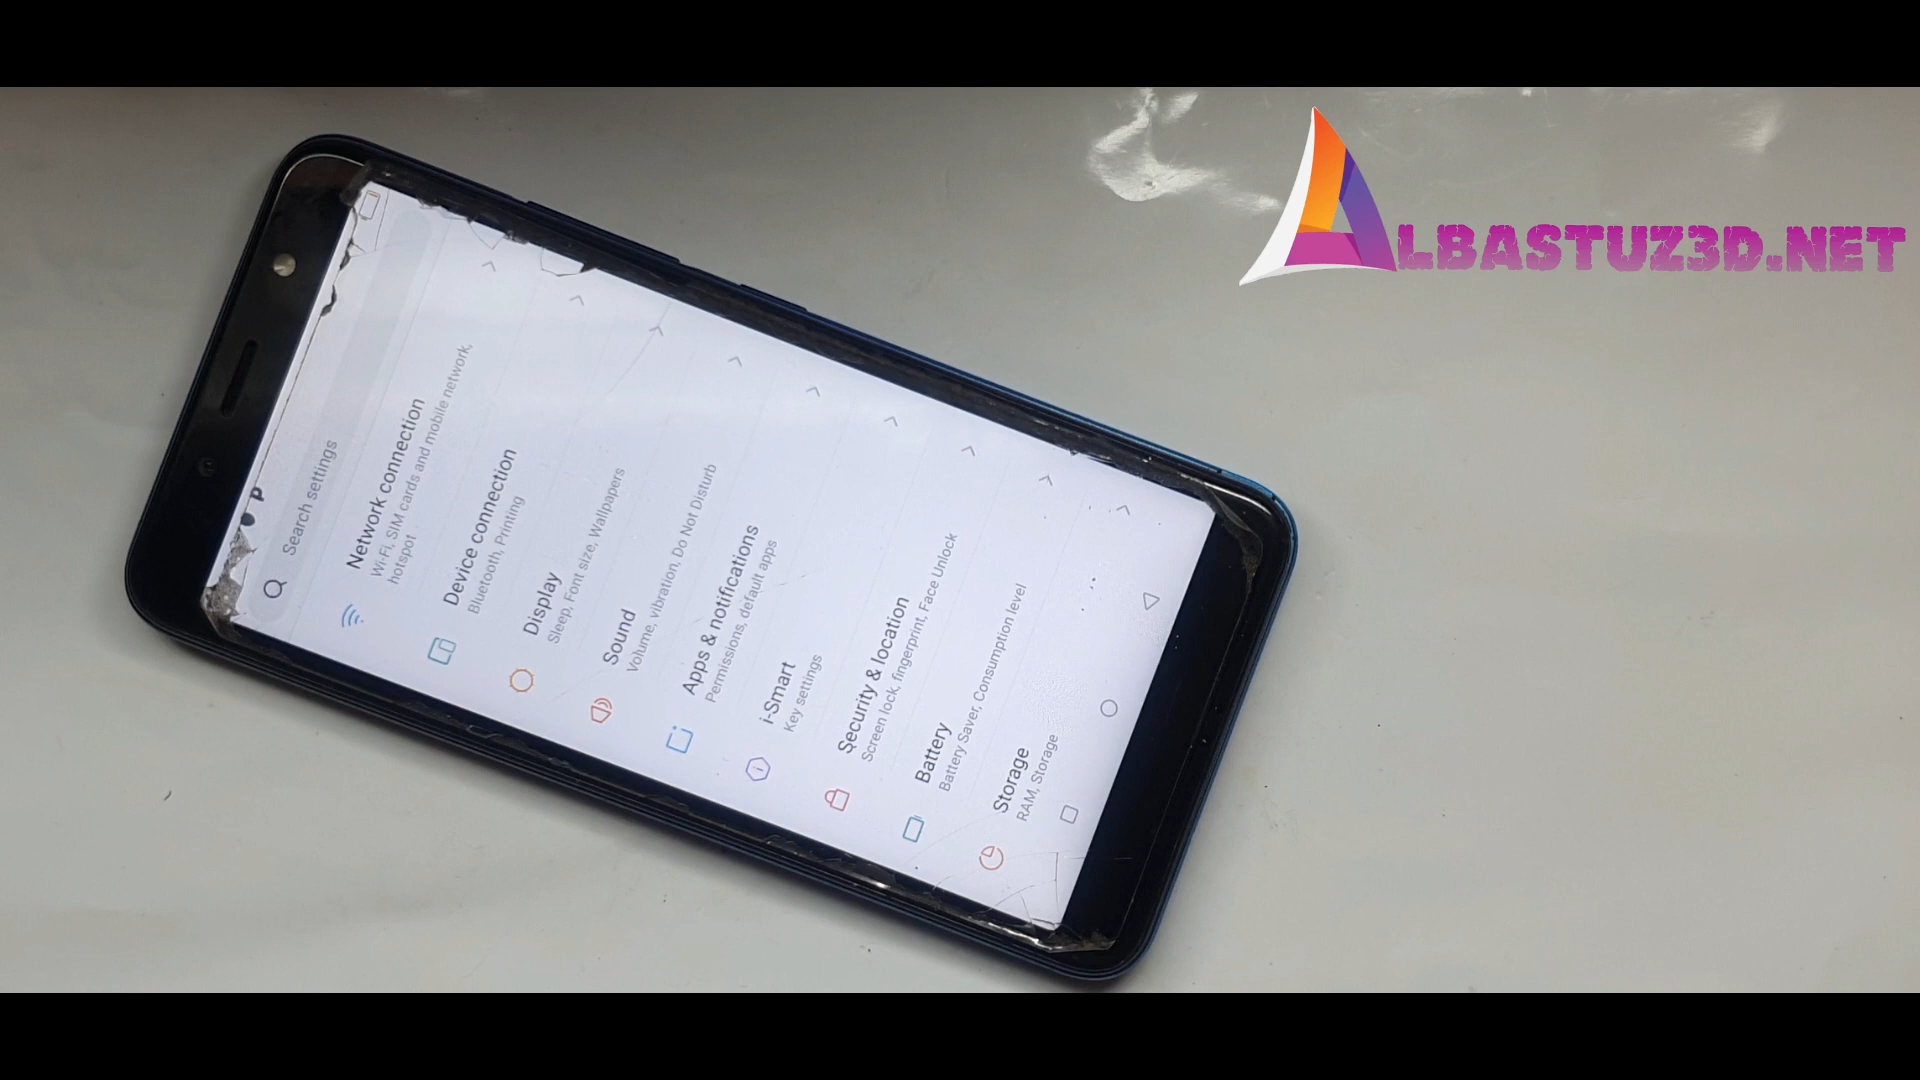 ALBASTUZ3D.NET
Search settings
Network connection
Wi-Fi, SIM cards and mobile network,
hotspot
Device connection
Bluetooth, Printing
Display
Sleep, Font size, Wallpapers
Sound
Volume, vibration, Do Not Disturb
Apps & notifications
Permissions, default apps
i-Smart
Key settings
Security & location
Screen lock, fingerprint, Face Unlock
Battery
Battery Saver, Consumption level
Storage
RAM, Storage